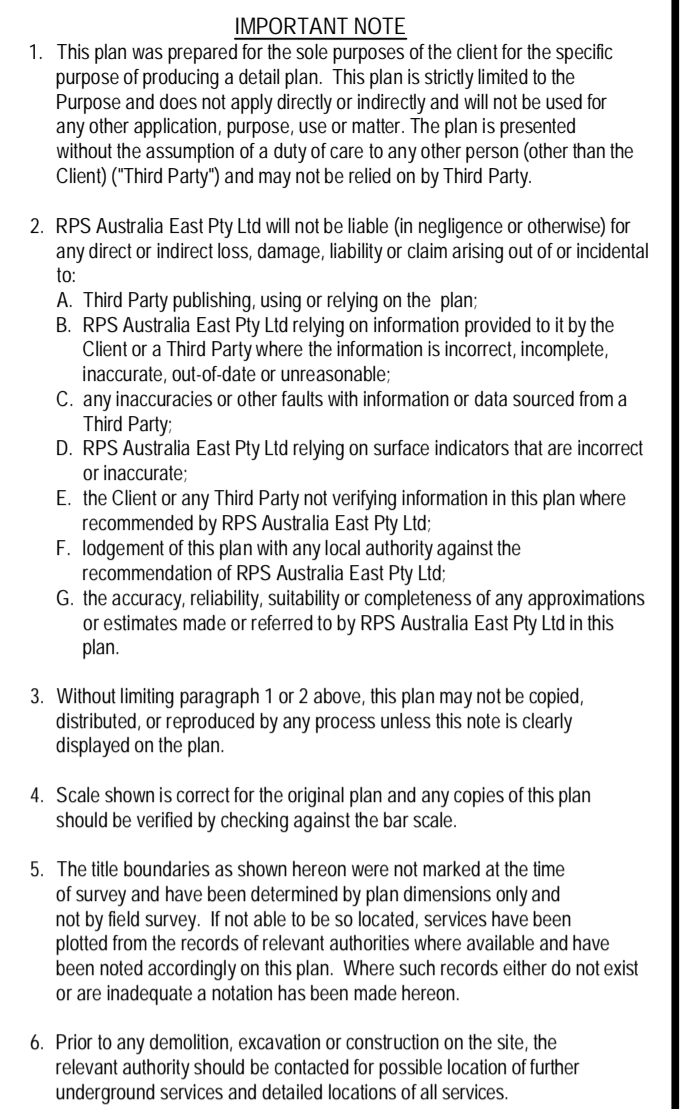 IMPORTANT NOTE
1. This plan was prepared for the sole purposes of the client for the specific
purpose of producing a detail plan. This plan is strictly limited to the
Purpose and does not apply directly or indirectly and will not be used for
any other application, purpose, use or matter. The plan is presented
without the assumption of a duty of care to any other person (other than the
Client) ("Third Party") and may not be relied on by Third Party.
2. RPS Australia East Pty Ltd will not be liable (in negligence or otherwise) for
any direct or indirect loss, damage, liability or claim arising out of or incidental
to:
A. Third Party publishing, using or relying on the plan;
B. RPS Australia East Pty Ltd relying on information provided to it by the
Client or a Third Party where the information is incorrect, incomplete,
inaccurate, out-of-date or unreasonable;
C. any inaccuracies or other faults with information or data sourced from a
Third Party;
D. RPS Australia East Pty Ltd relying on surface indicators that are incorrect
or inaccurate;
E. the Client or any Third Party not verifying information in this plan where
recommended by RPS Australia East Pty Ltd;
F. lodgement of this plan with any local authority against the
recommendation of RPS Australia East Pty Ltd;
G. the accuracy, reliability, suitability or completeness of any approximations
or estimates made or referred to by RPS Australia East Pty Ltd in this
plan.
3. Without limiting paragraph 1 or 2 above, this plan may not be copied,
distributed, or reproduced by any process unless this note is clearly
displayed on the plan.
4. Scale shown is correct for the original plan and any copies of this plan
should be verified by checking against the bar scale.
5. The title boundaries as shown hereon were not marked at the time
of survey and have been determined by plan dimensions only and
not by field survey. If not able to be so located, services have been
plotted from the records of relevant authorities where available and have
been noted accordingly on this plan. Where such records either do not exist
or are inadequate a notation has been made hereon.
6. Prior to any demolition, excavation or construction on the site, the
relevant authority should be contacted for possible location of further
underground services and detailed locations of all services.